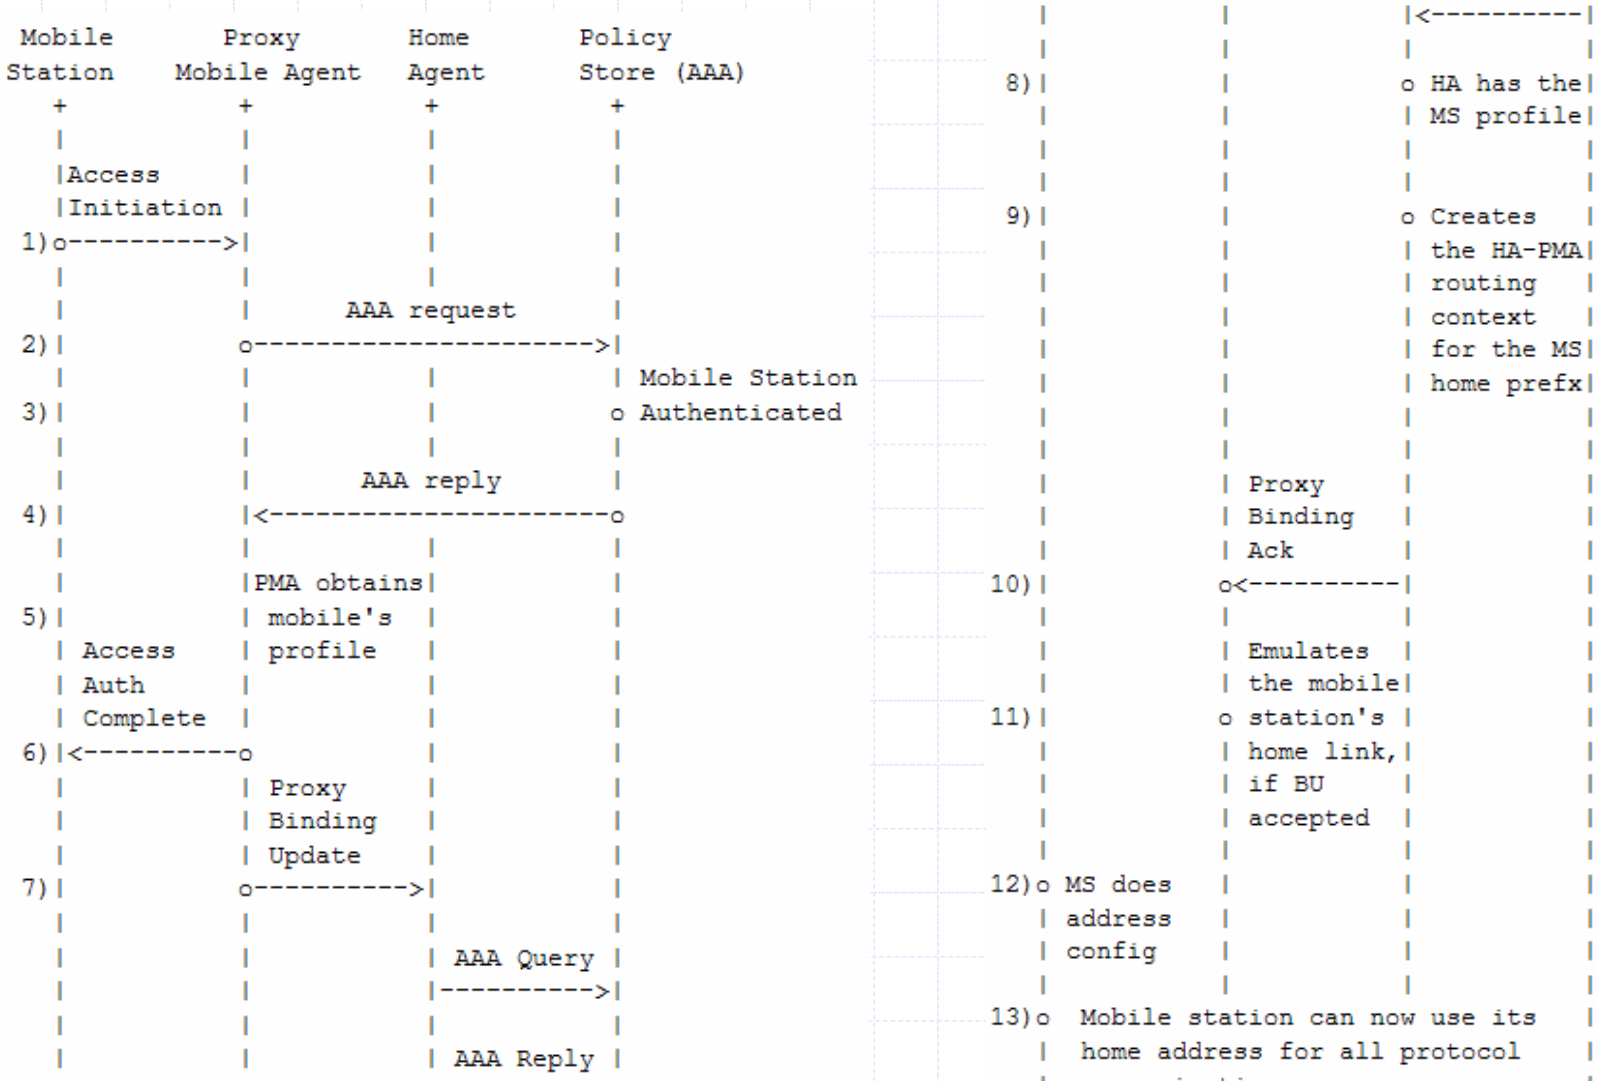 Mobile Proxy Home Policy
Station Mobile Agent Agent Store (AAA)
Access
Initiation
1)
AAA request
2)
Mobile Station
3) Authenticated
AAA reply
4)
PMA obtains
5) mobile's
Access profile
Auth
Complete
6)
Proxy
Binding
Update
7)
AAA Query
AAA Reply
8) HA has the
MS profile
9) Creates
the HA-PMA
routing
context
for the MS
home prefx
Proxy
Binding
Ack
10)
Emulates
the mobile
11) station's
home link,
if BU
accepted
12) MS does
address
config
13) Mobile station can now use its
home address for all protocol